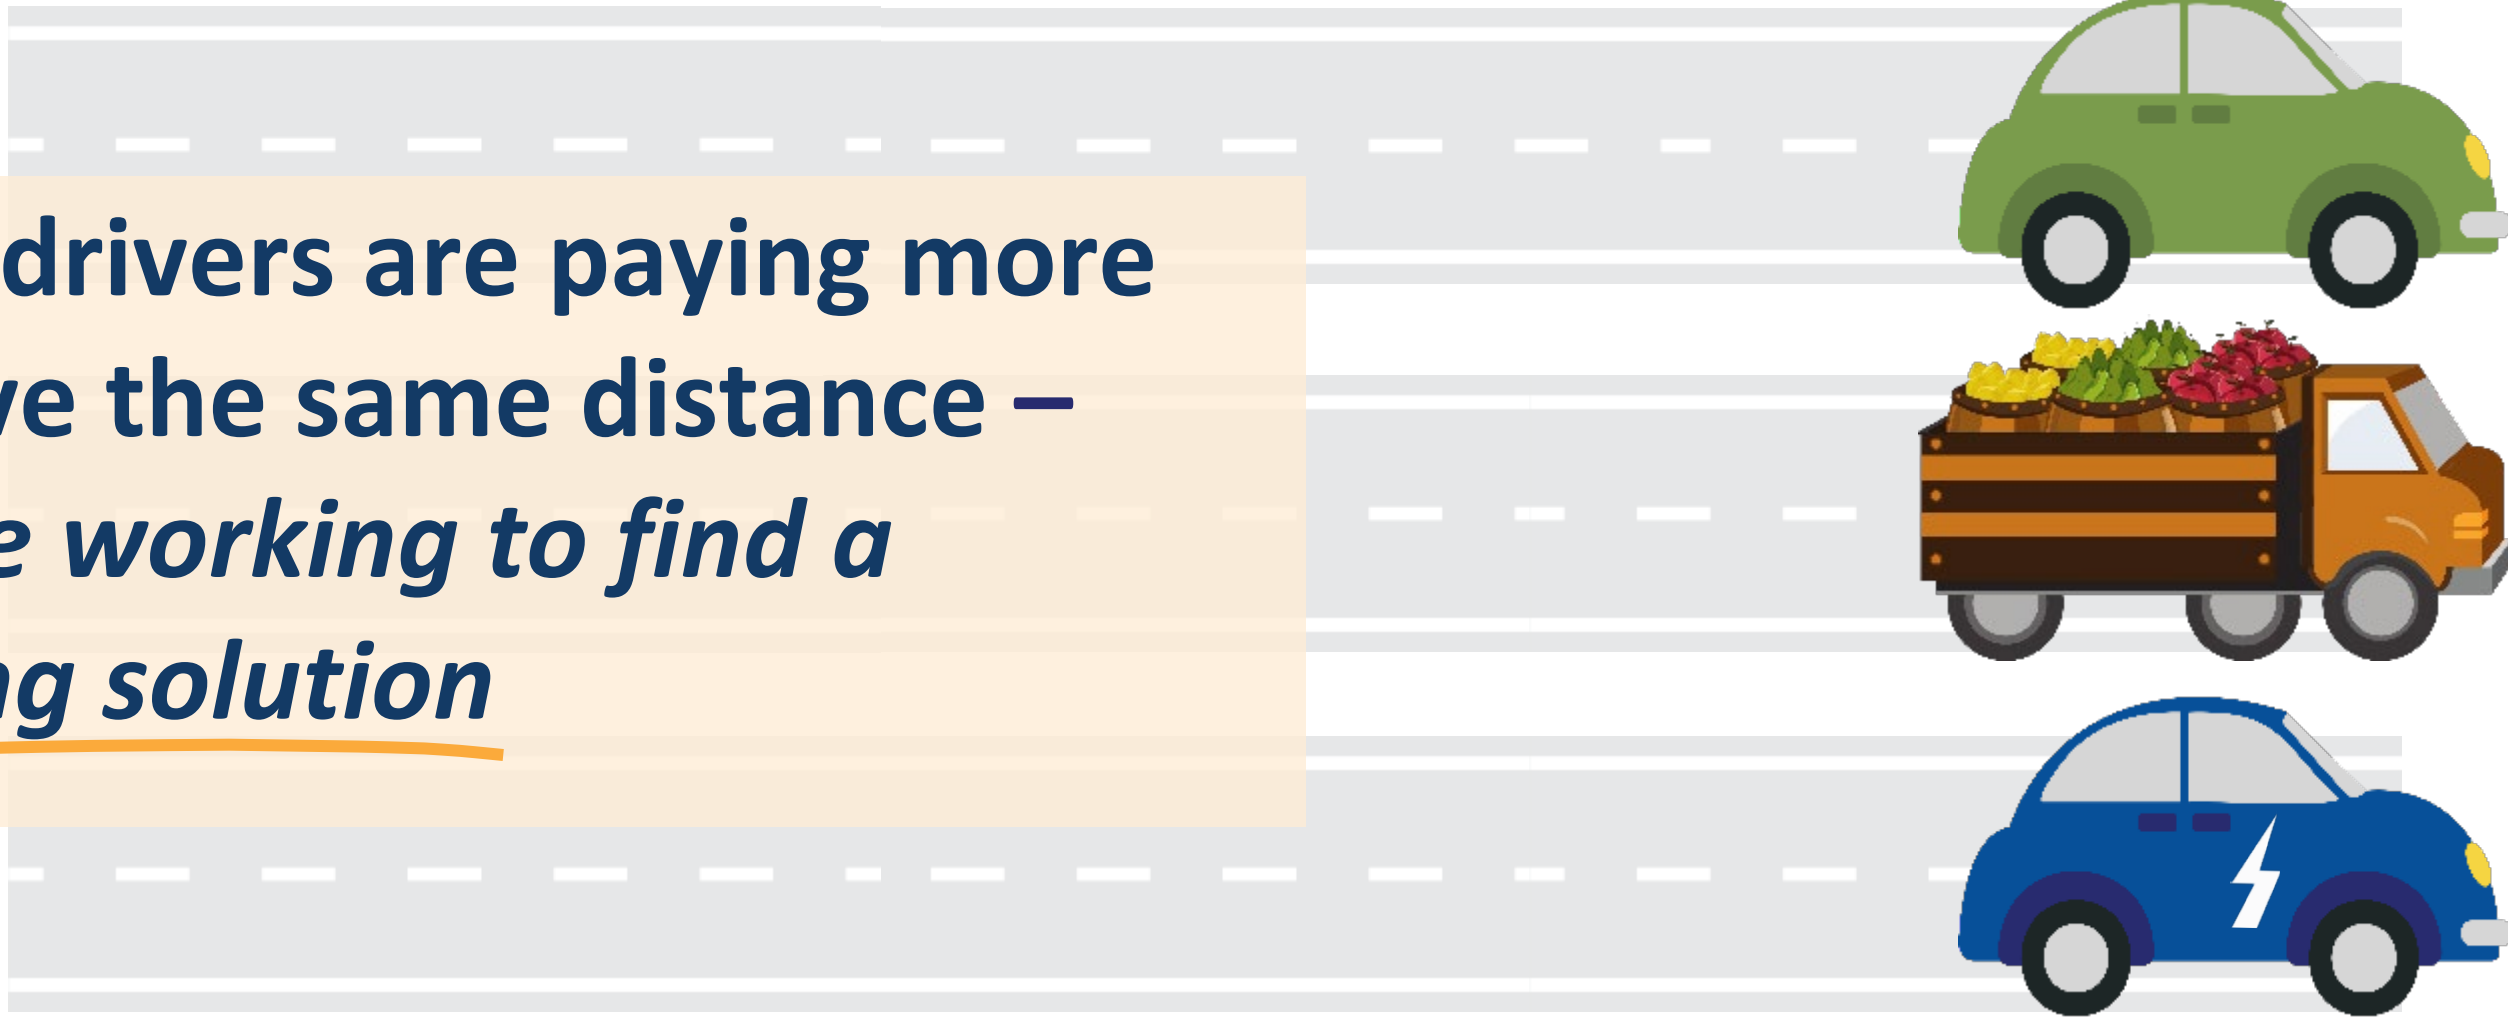 drivers are paying more
the same distance —
working to find a
solution